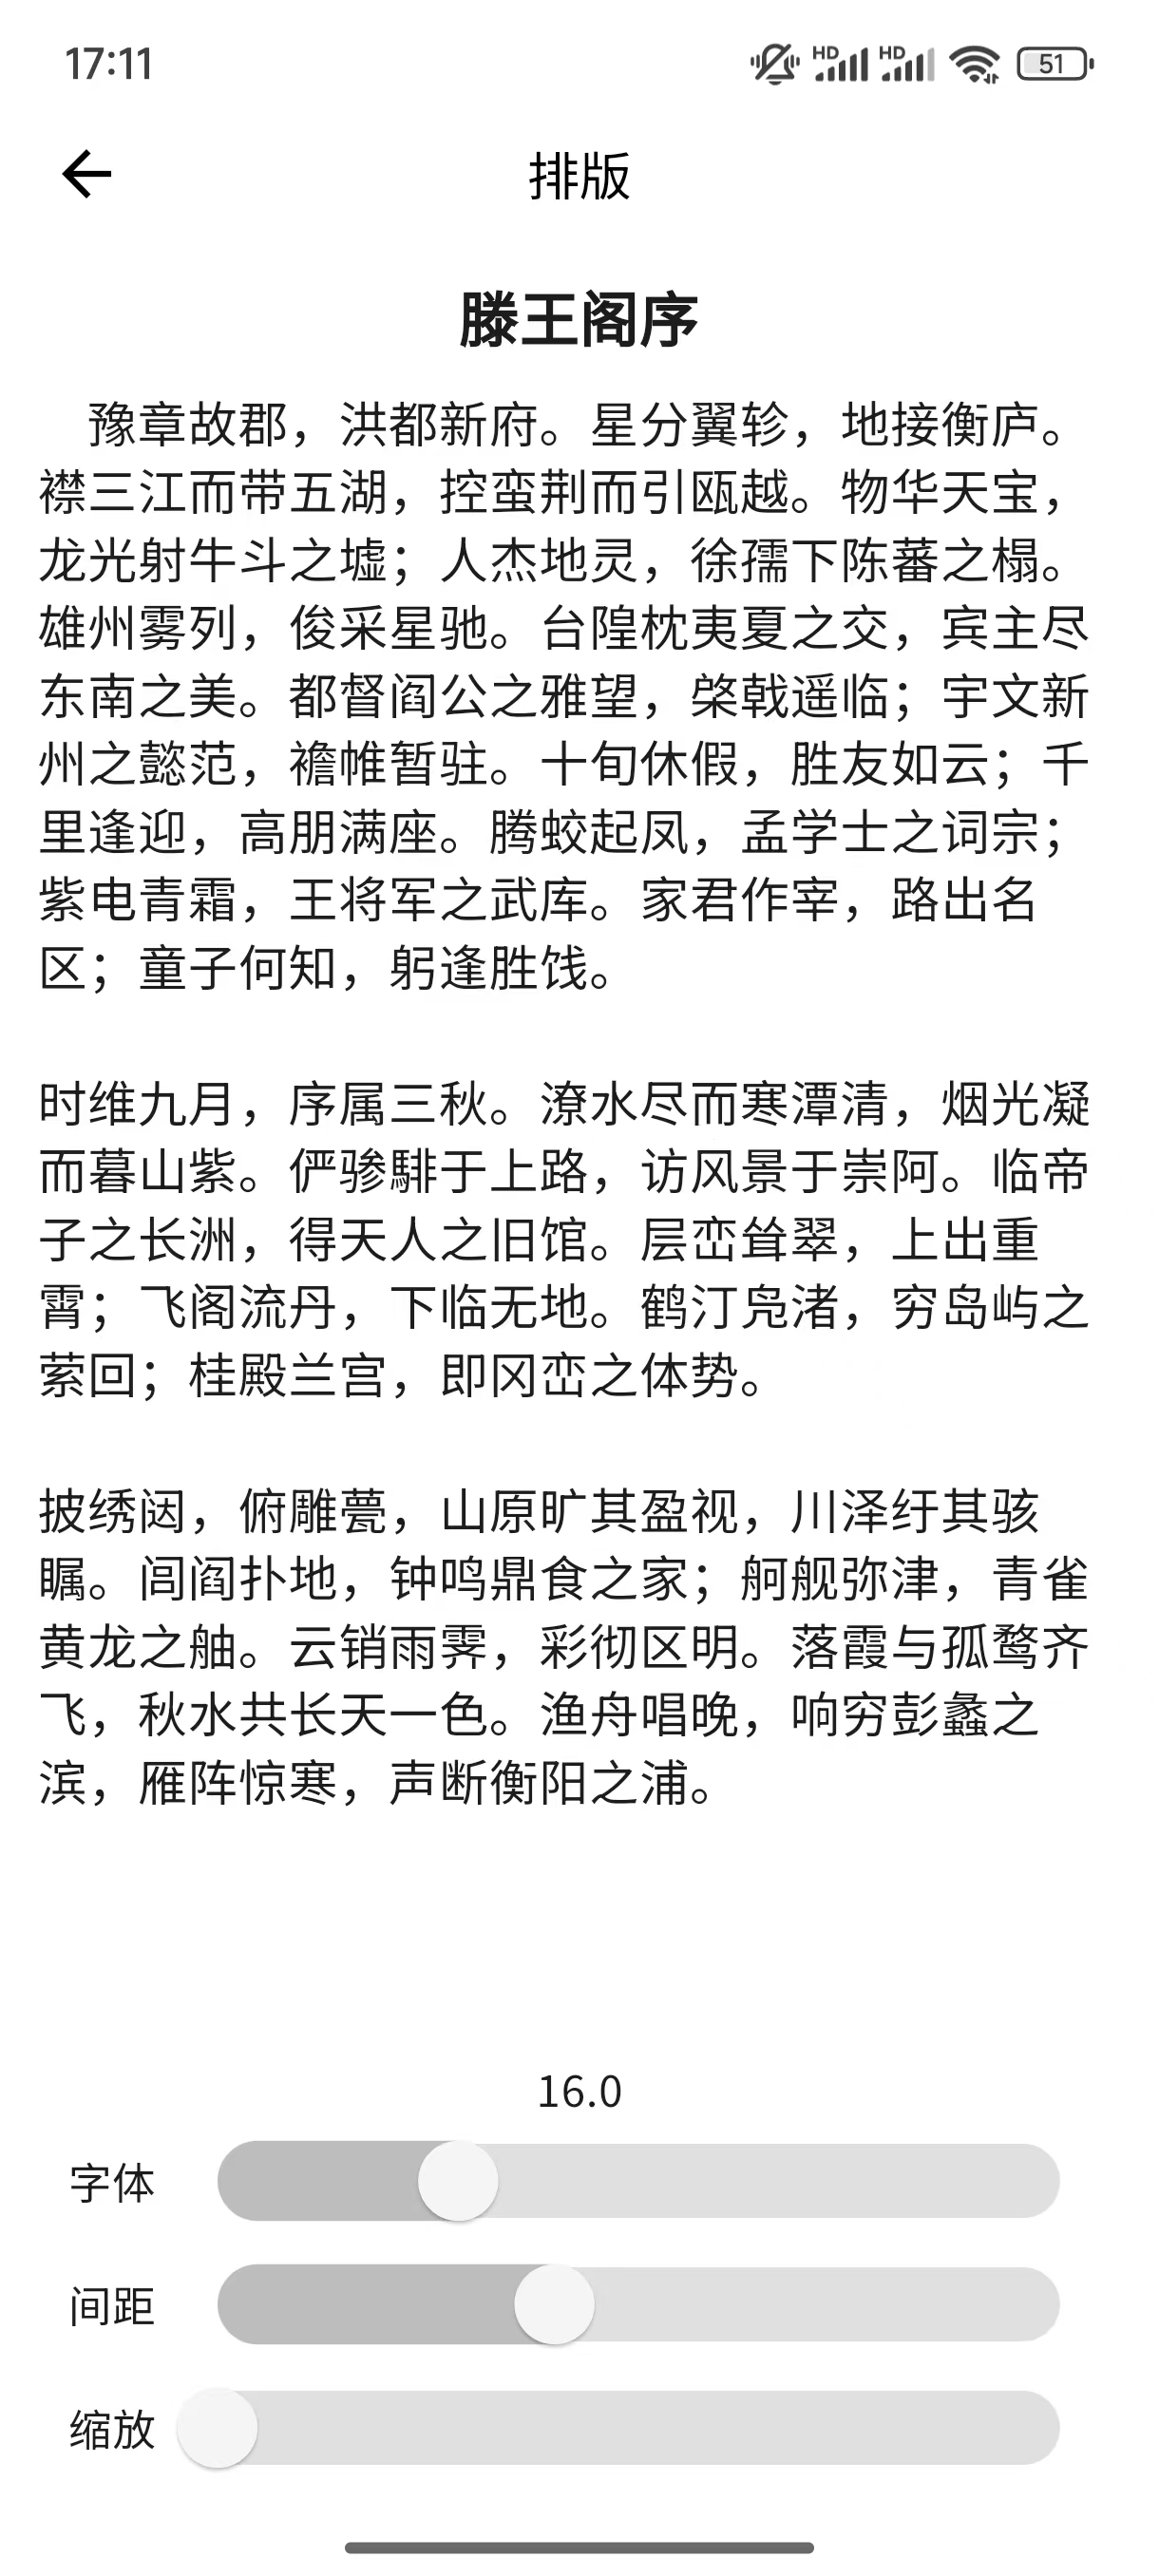 17:11
HD HD 51
排版
滕王阁序
豫章故郡，洪都新府。星分翼轸，地接衡庐。
襟三江而带五湖，控蛮荆而引瓯越。物华天宝，
龙光射牛斗之墟；人杰地灵，徐孺下陈蕃之榻。
雄州雾列，俊采星驰。台隍枕夷夏之交，宾主尽
东南之美。都督阎公之雅望，棨戟遥临；宇文新
州之懿范，襜帷暂驻。十旬休假，胜友如云；千
里逢迎，高朋满座。腾蛟起凤，孟学士之词宗；
紫电青霜，王将军之武库。家君作宰，路出名
区；童子何知，躬逢胜饯。
时维九月，序属三秋。潦水尽而寒潭清，烟光凝
而暮山紫。俨骖騑于上路，访风景于崇阿。临帝
子之长洲，得天人之旧馆。层峦耸翠，上出重
霄；飞阁流丹，下临无地。鹤汀凫渚，穷岛屿之
萦回；桂殿兰宫，即冈峦之体势。
披绣闼，俯雕甍，山原旷其盈视，川泽纡其骇
瞩。闾阎扑地，钟鸣鼎食之家；舸舰弥津，青雀
黄龙之舳。云销雨霁，彩彻区明。落霞与孤鹜齐
飞，秋水共长天一色。渔舟唱晚，响穷彭蠡之
滨，雁阵惊寒，声断衡阳之浦。
16.0
字体
间距
缩放